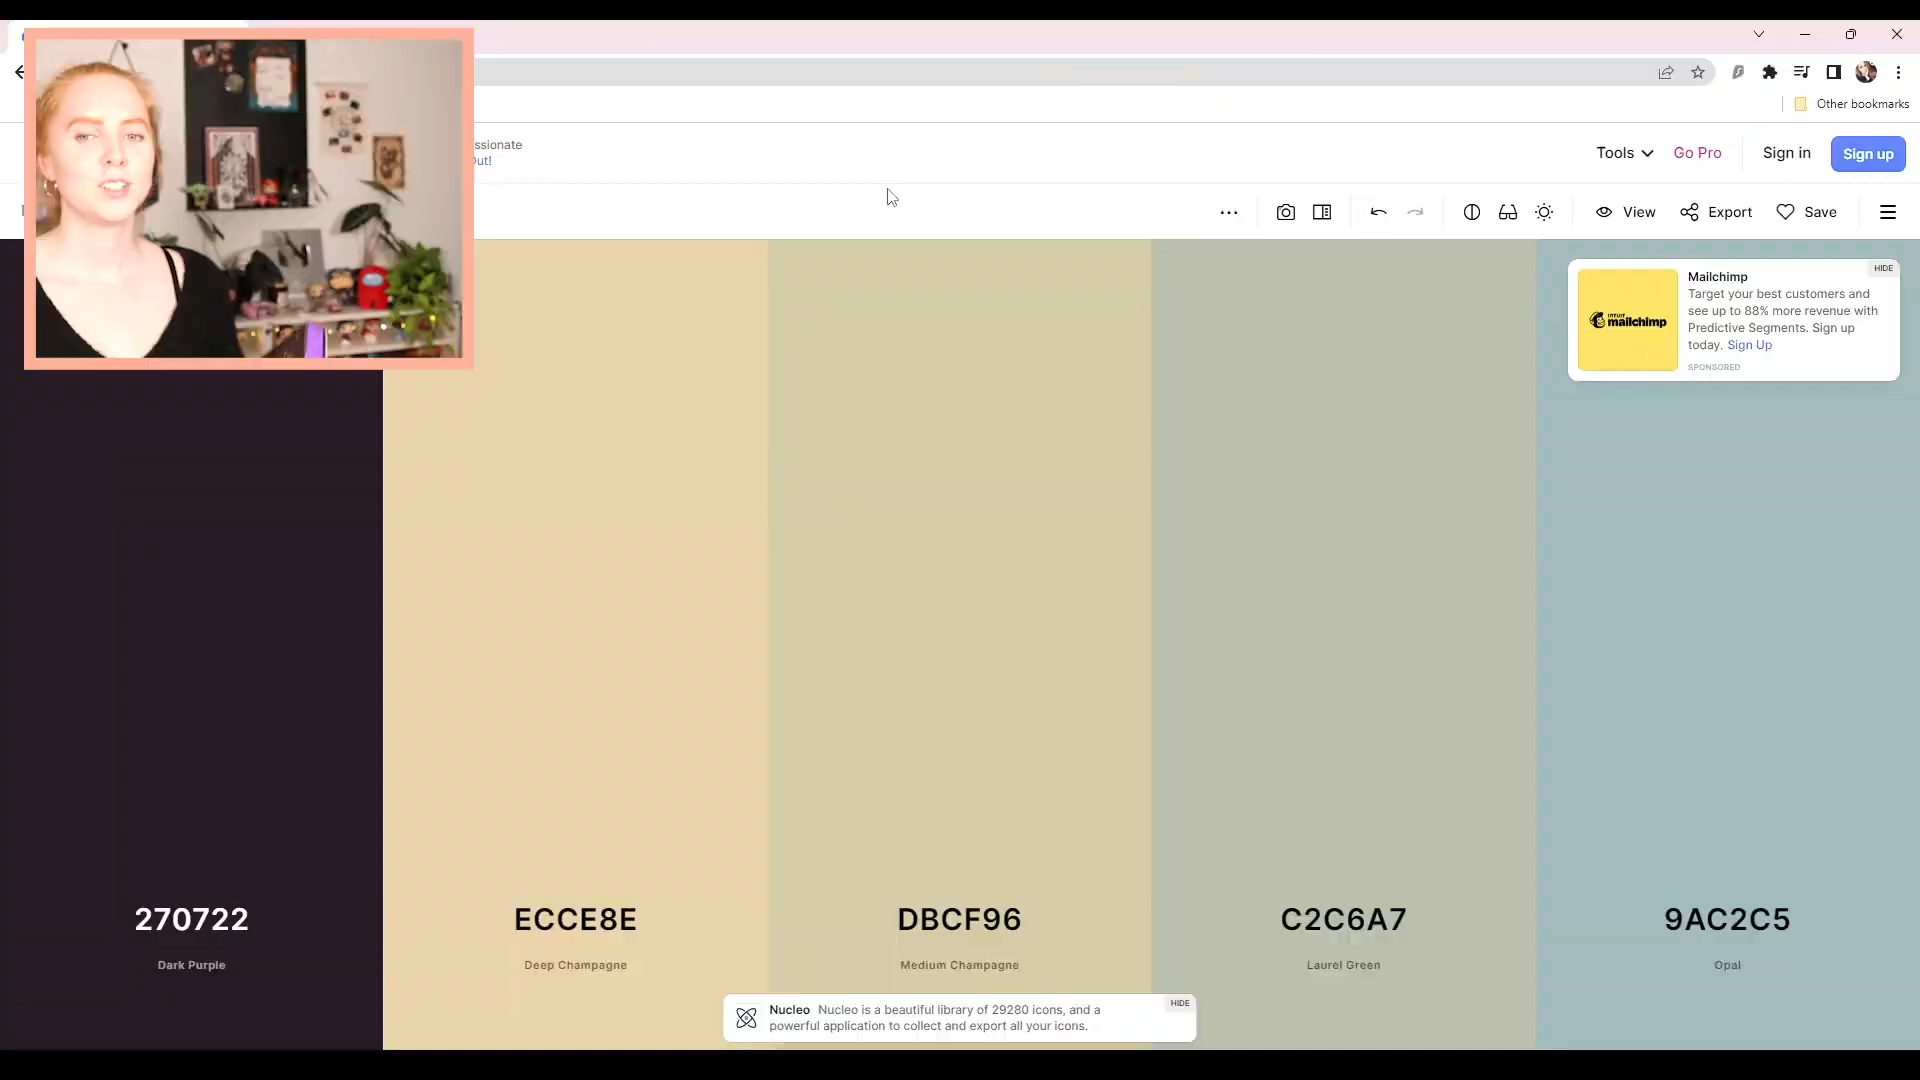 Other bookmarks
ssionate
Out!
Tools
Go Pro
Sign in
Sign up
View
Export
Save
HIDE
Mailchimp
Target your best customers and
see up to 88% more revenue with
Predictive Segments. Sign up
today. Sign Up
SPONSORED
INTUIT
mailchimp
270722
Dark Purple
ECCE8E
Deep Champagne
DBCF96
Medium Champagne
C2C6A7
Laurel Green
9AC2C5
Opal
HIDE
Nucleo Nucleo is a beautiful library of 29280 icons, and a
powerful application to collect and export all your icons.